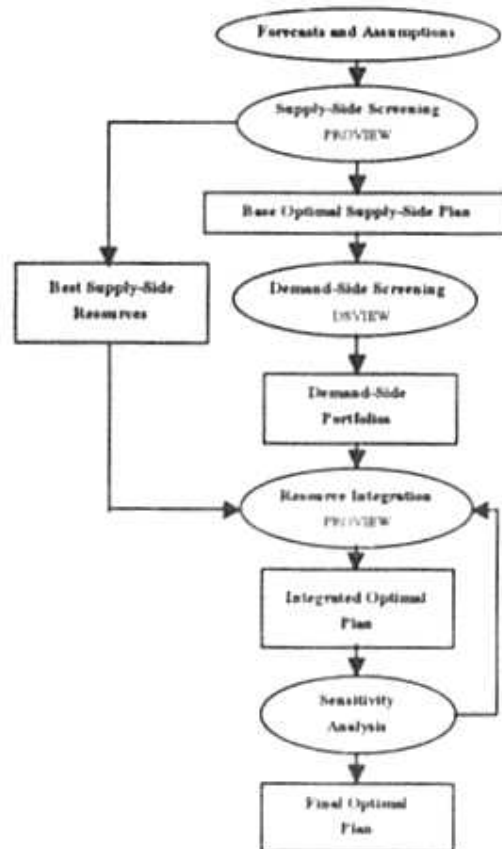 Forecasts and Assumptions
Supply-Side Screening
PROVIEW
Base Optimal Supply-Side Plan
Best Supply-Side
Resources
Demand-Side Screening
DSVIEW
Demand-Side
Portfolios
Resource Integration
PROVIEW
Integrated Optimal
Plan
Sensitivity
Analysis
Final Optimal
Plan